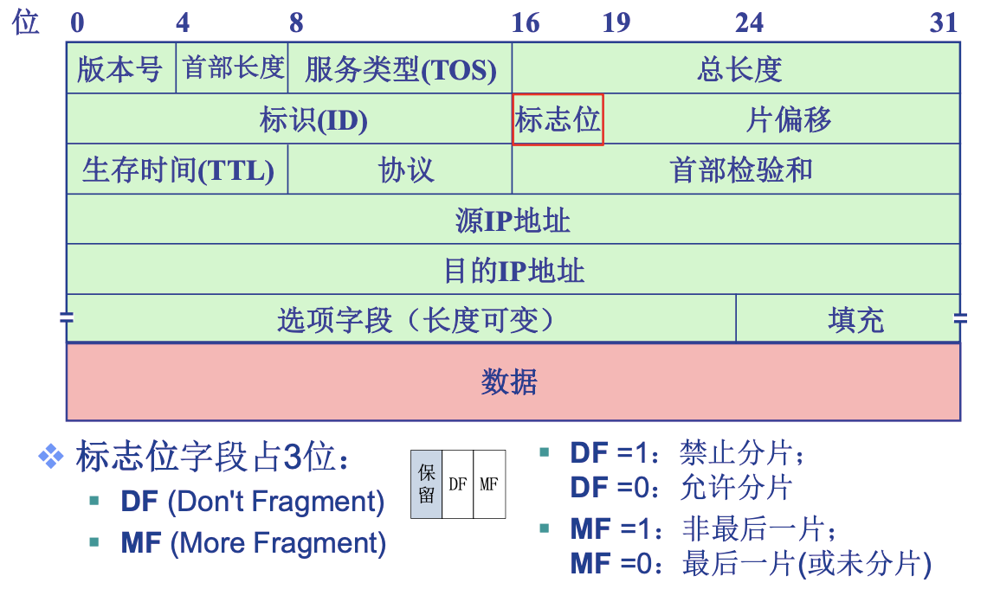 位 0 4 8 16 19 24 31
版本号 首部长度 服务类型(TOS) 总长度
标识(ID) 标志位 片偏移
生存时间(TTL) 协议 首部检验和
源IP地址
目的IP地址
选项字段（长度可变） 填充
数据
标志位字段占3位：
DF (Don't Fragment)
MF (More Fragment)
保留 DF MF
DF =1：禁止分片；
DF =0：允许分片
MF =1：非最后一片；
MF =0：最后一片(或未分片)